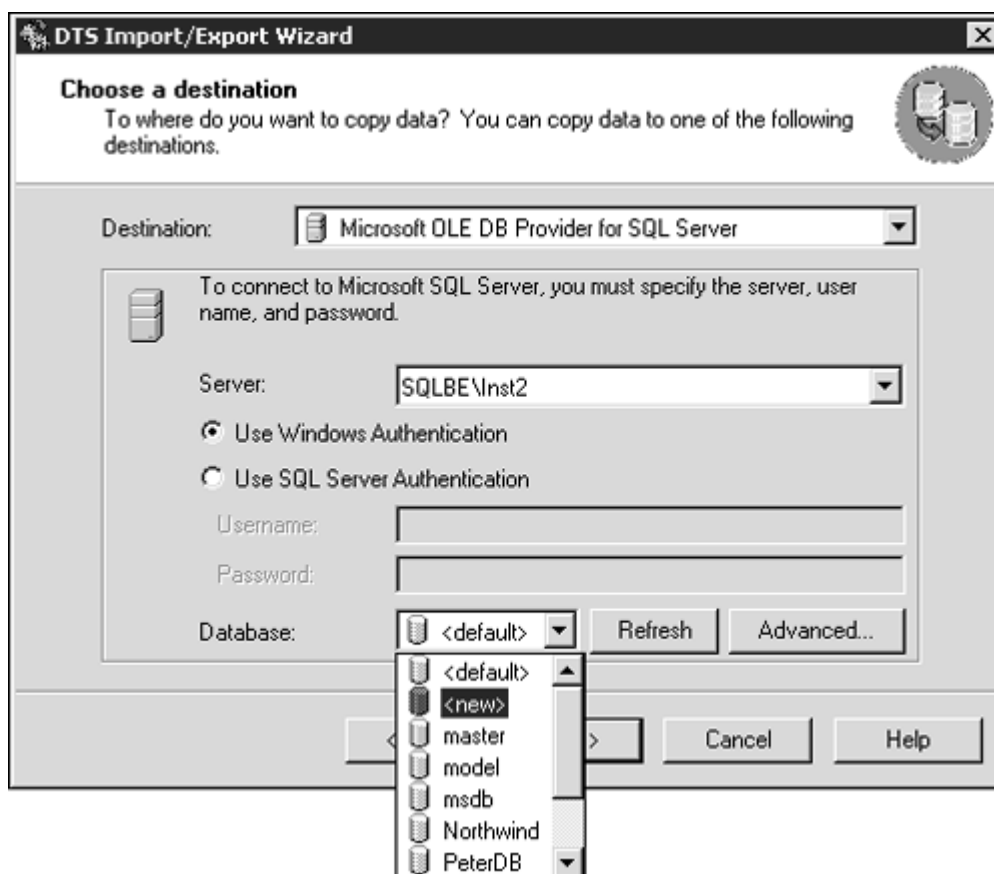 DTS Import/Export Wizard
Choose a destination
To where do you want to copy data? You can copy data to one of the following
destinations.
Destination: Microsoft OLE DB Provider for SQL Server
To connect to Microsoft SQL Server, you must specify the server, user
name, and password.
Server: SQLBE\Inst2
Use Windows Authentication
Use SQL Server Authentication
Username:
Password:
Database: <default> Refresh Advanced...
<default>
<new>
master
< > Cancel Help
model
msdb
Northwind
PeterDB